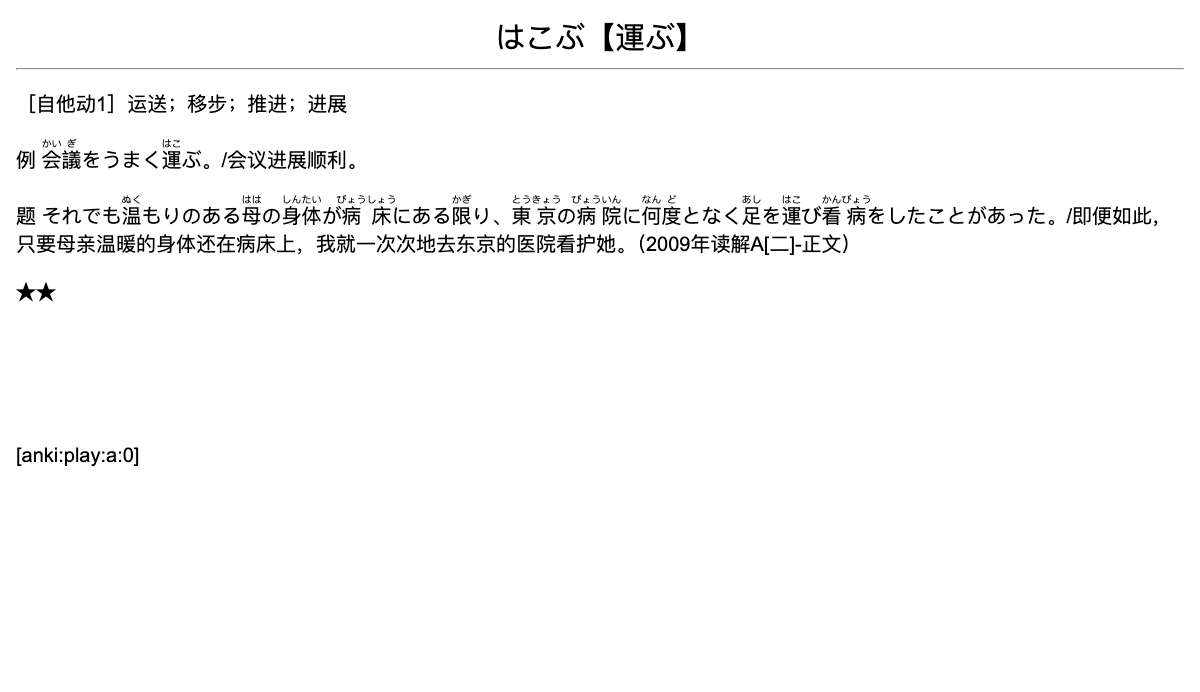 はこぶ【運ぶ】
［自他动1］运送；移步；推进；进展
かい ぎ はこ
例 会議をうまく運ぶ。/会议进展顺利。
ぬく はは しんたい びょうしょう かぎ とうきょう びょういん なん ど あし はこ かんびょう
题 それでも温もりのある母の身体が病床にある限り、東京の病院に何度となく足を運び看病をしたことがあった。/即便如此，
只要母亲温暖的身体还在病床上，我就一次次地去东京的医院看护她。（2009年读解A[二]-正文）
★★
[anki:play:a:0]